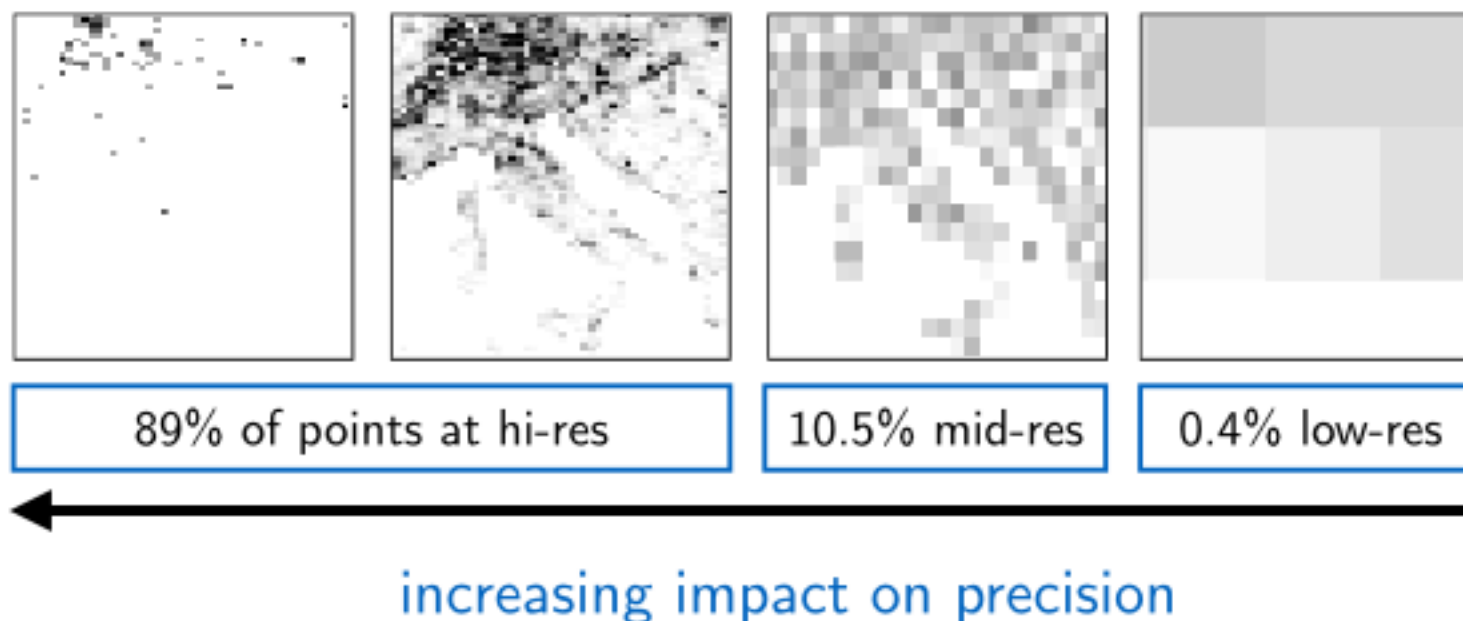 89% of points at hi-res
10.5% mid-res
0.4% low-res
increasing impact on precision